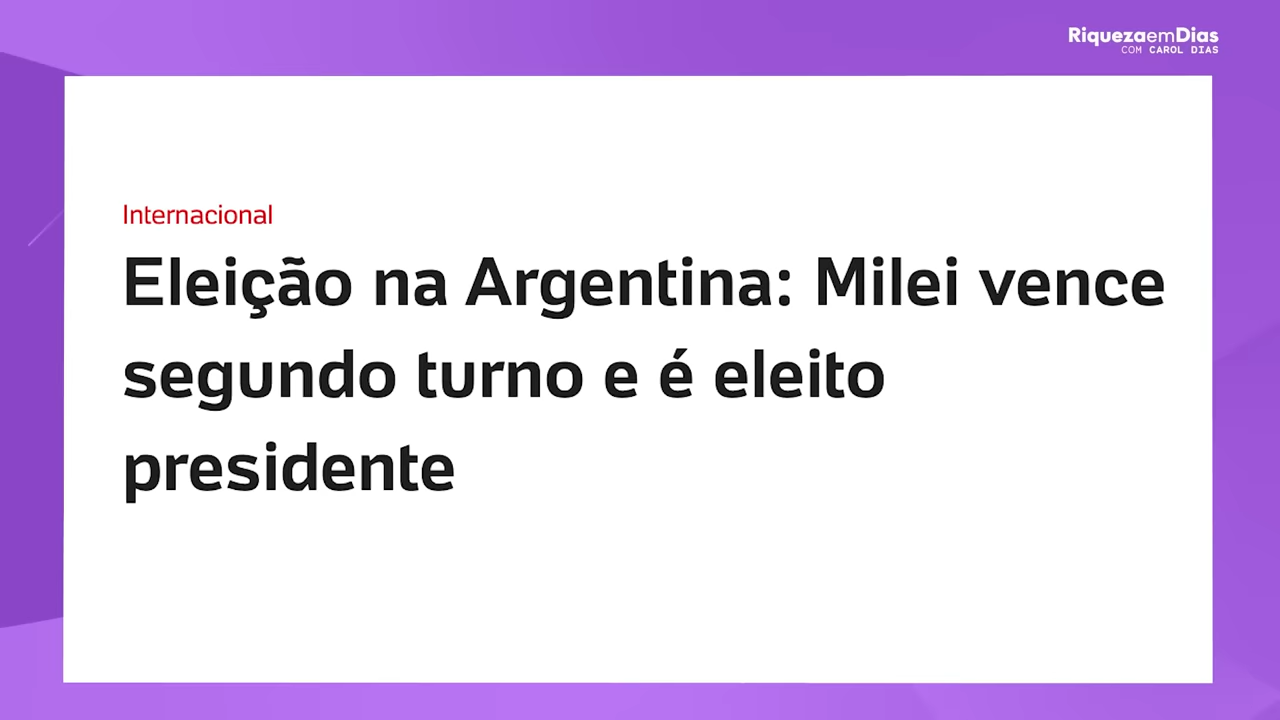 RiquezaemDias
COM CAROL DIAS
Internacional
Eleição na Argentina: Milei vence
segundo turno e é eleito
presidente